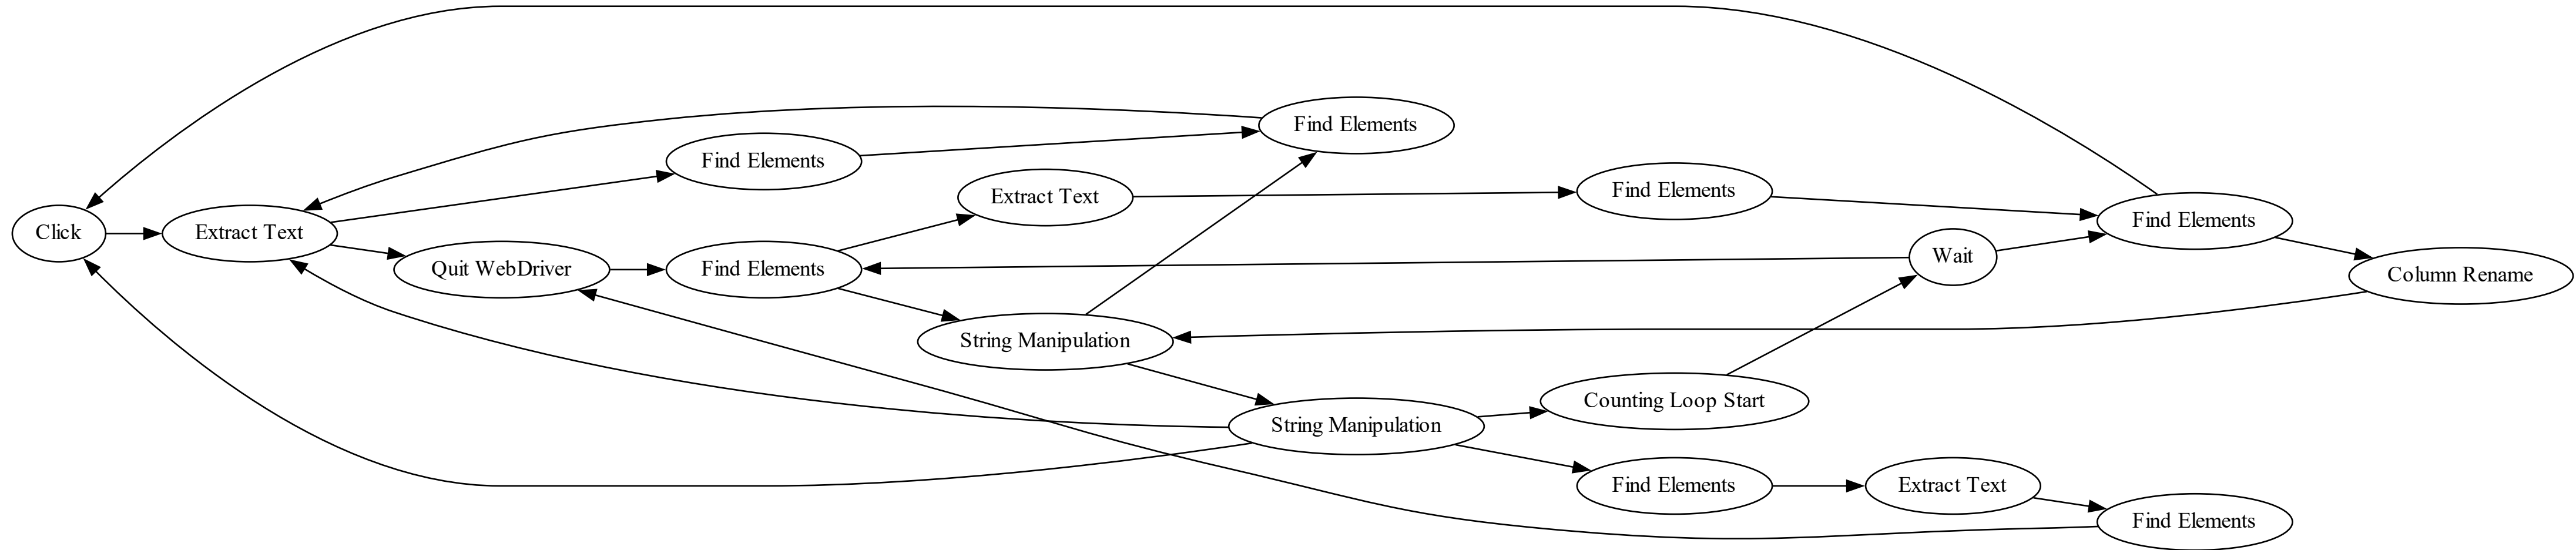 Click
Extract Text
Quit WebDriver
Find Elements
Find Elements
Extract Text
String Manipulation
Find Elements
String Manipulation
Find Elements
Counting Loop Start
Find Elements
Wait
Extract Text
Find Elements
Find Elements
Column Rename